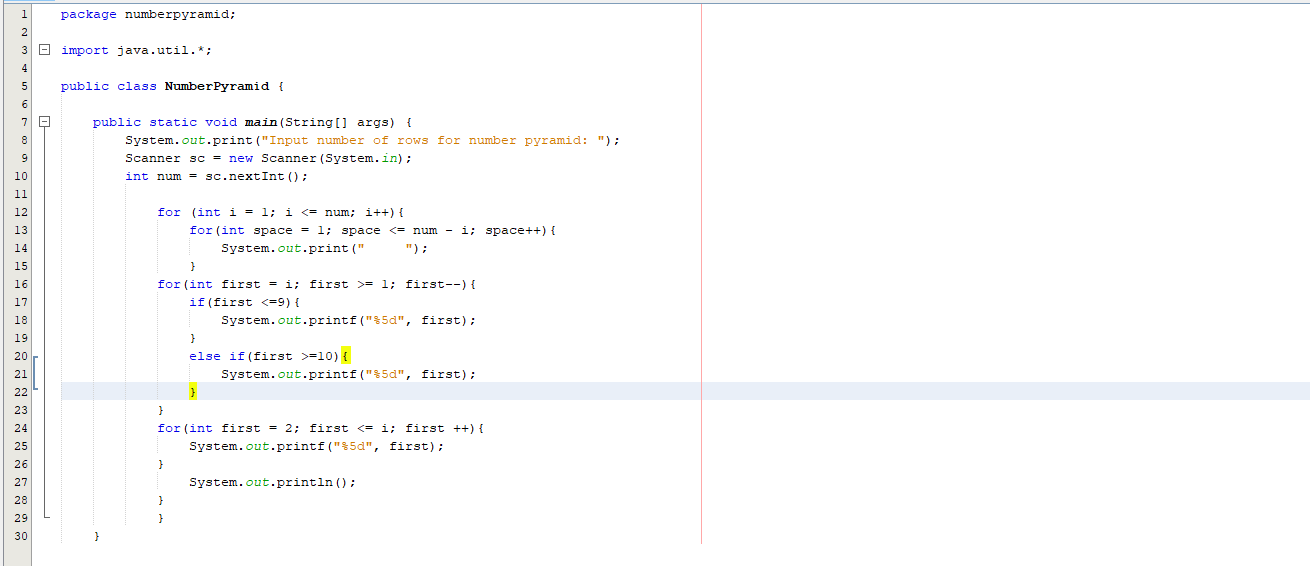 1 package numberpyramid;
2
3 import java.util.*;
4
5 public class NumberPyramid {
6
7 public static void main(String[] args) {
8 System.out.print("Input number of rows for number pyramid: ");
9 Scanner sc = new Scanner(System.in);
10 int num = sc.nextInt();
11
12 for (int i = 1; i <= num; i++){
13 for(int space = 1; space <= num - i; space++){
14 System.out.print("     ");
15 }
16 for(int first = i; first >= 1; first--){
17 if(first <=9){
18 System.out.printf("%5d", first);
19 }
20 else if(first >=10){
21 System.out.printf("%5d", first);
22 }
23 }
24 for(int first = 2; first <= i; first ++){
25 System.out.printf("%5d", first);
26 }
27 System.out.println();
28 }
29 }
30 }